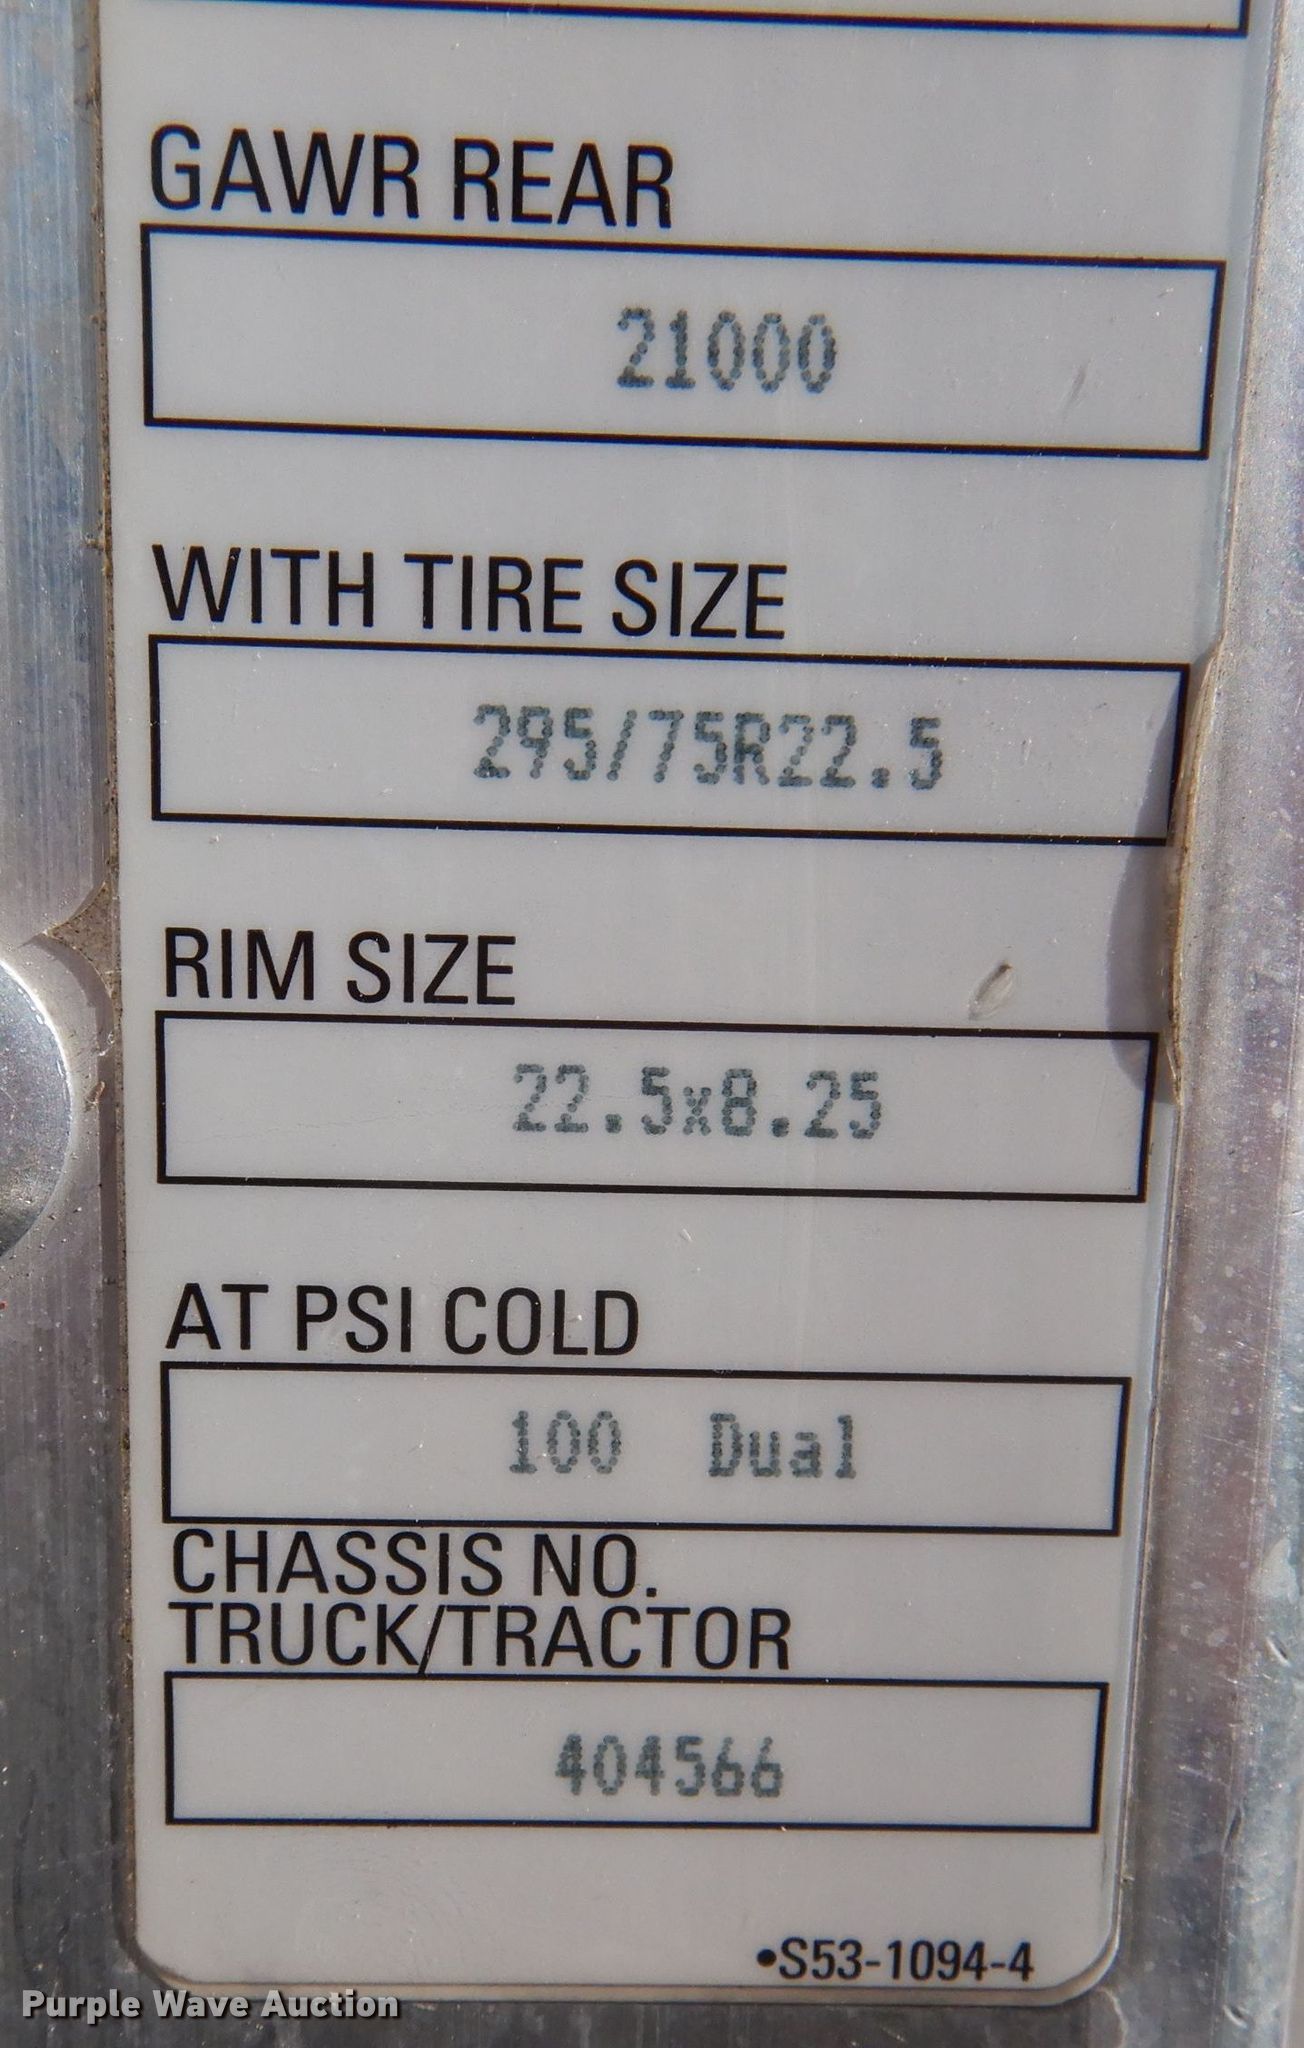 GAWR REAR
21000
WITH TIRE SIZE
295/75R22.5
RIM SIZE
22.5x8.25
AT PSI COLD
100 Dual
CHASSIS NO.
TRUCK/TRACTOR
404566
•S53-1094-4
Purple Wave Auction